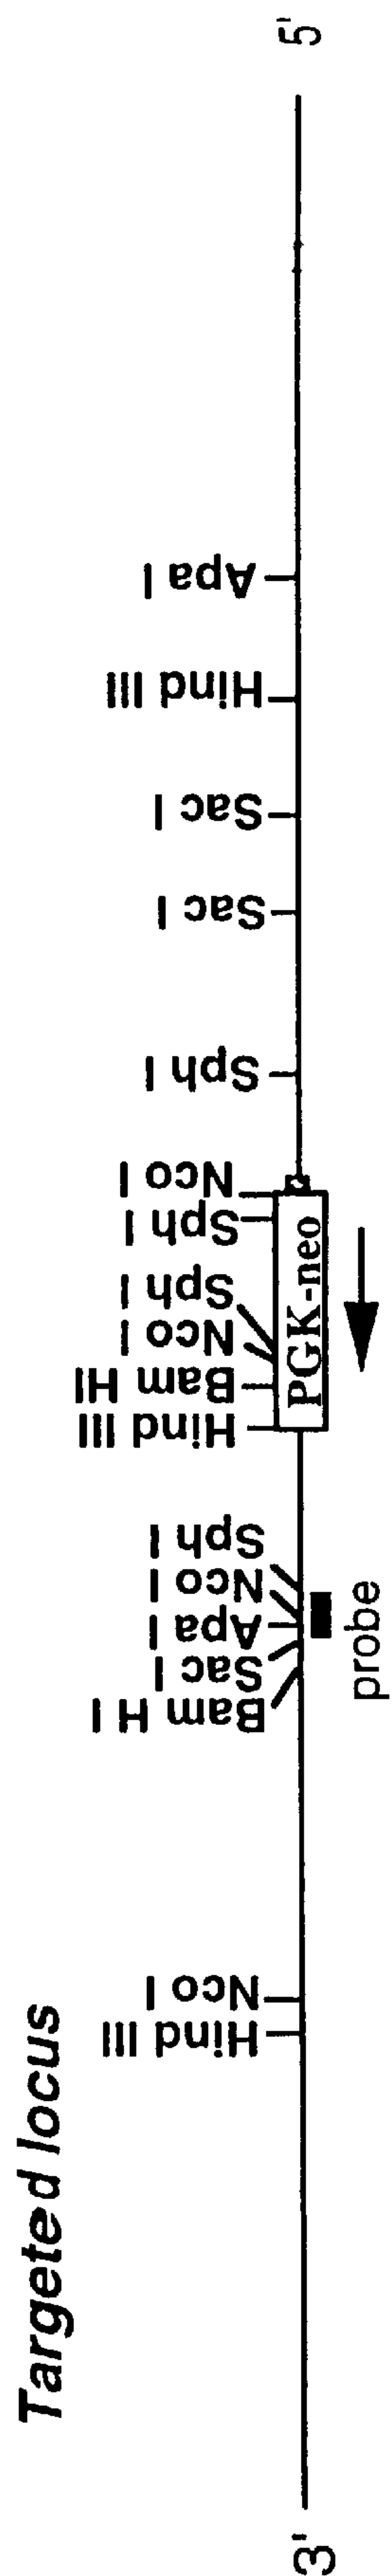 Targeted locus
3'
Hind III
Nco I
Bam H I
Sac I
Apa I
Nco I
Sph I
probe
Hind III
Bam HI
Nco I
Sph I
Sph I
Nco I
PGK-neo
Sph I
Sac I
Sac I
Hind III
Apa I
5'